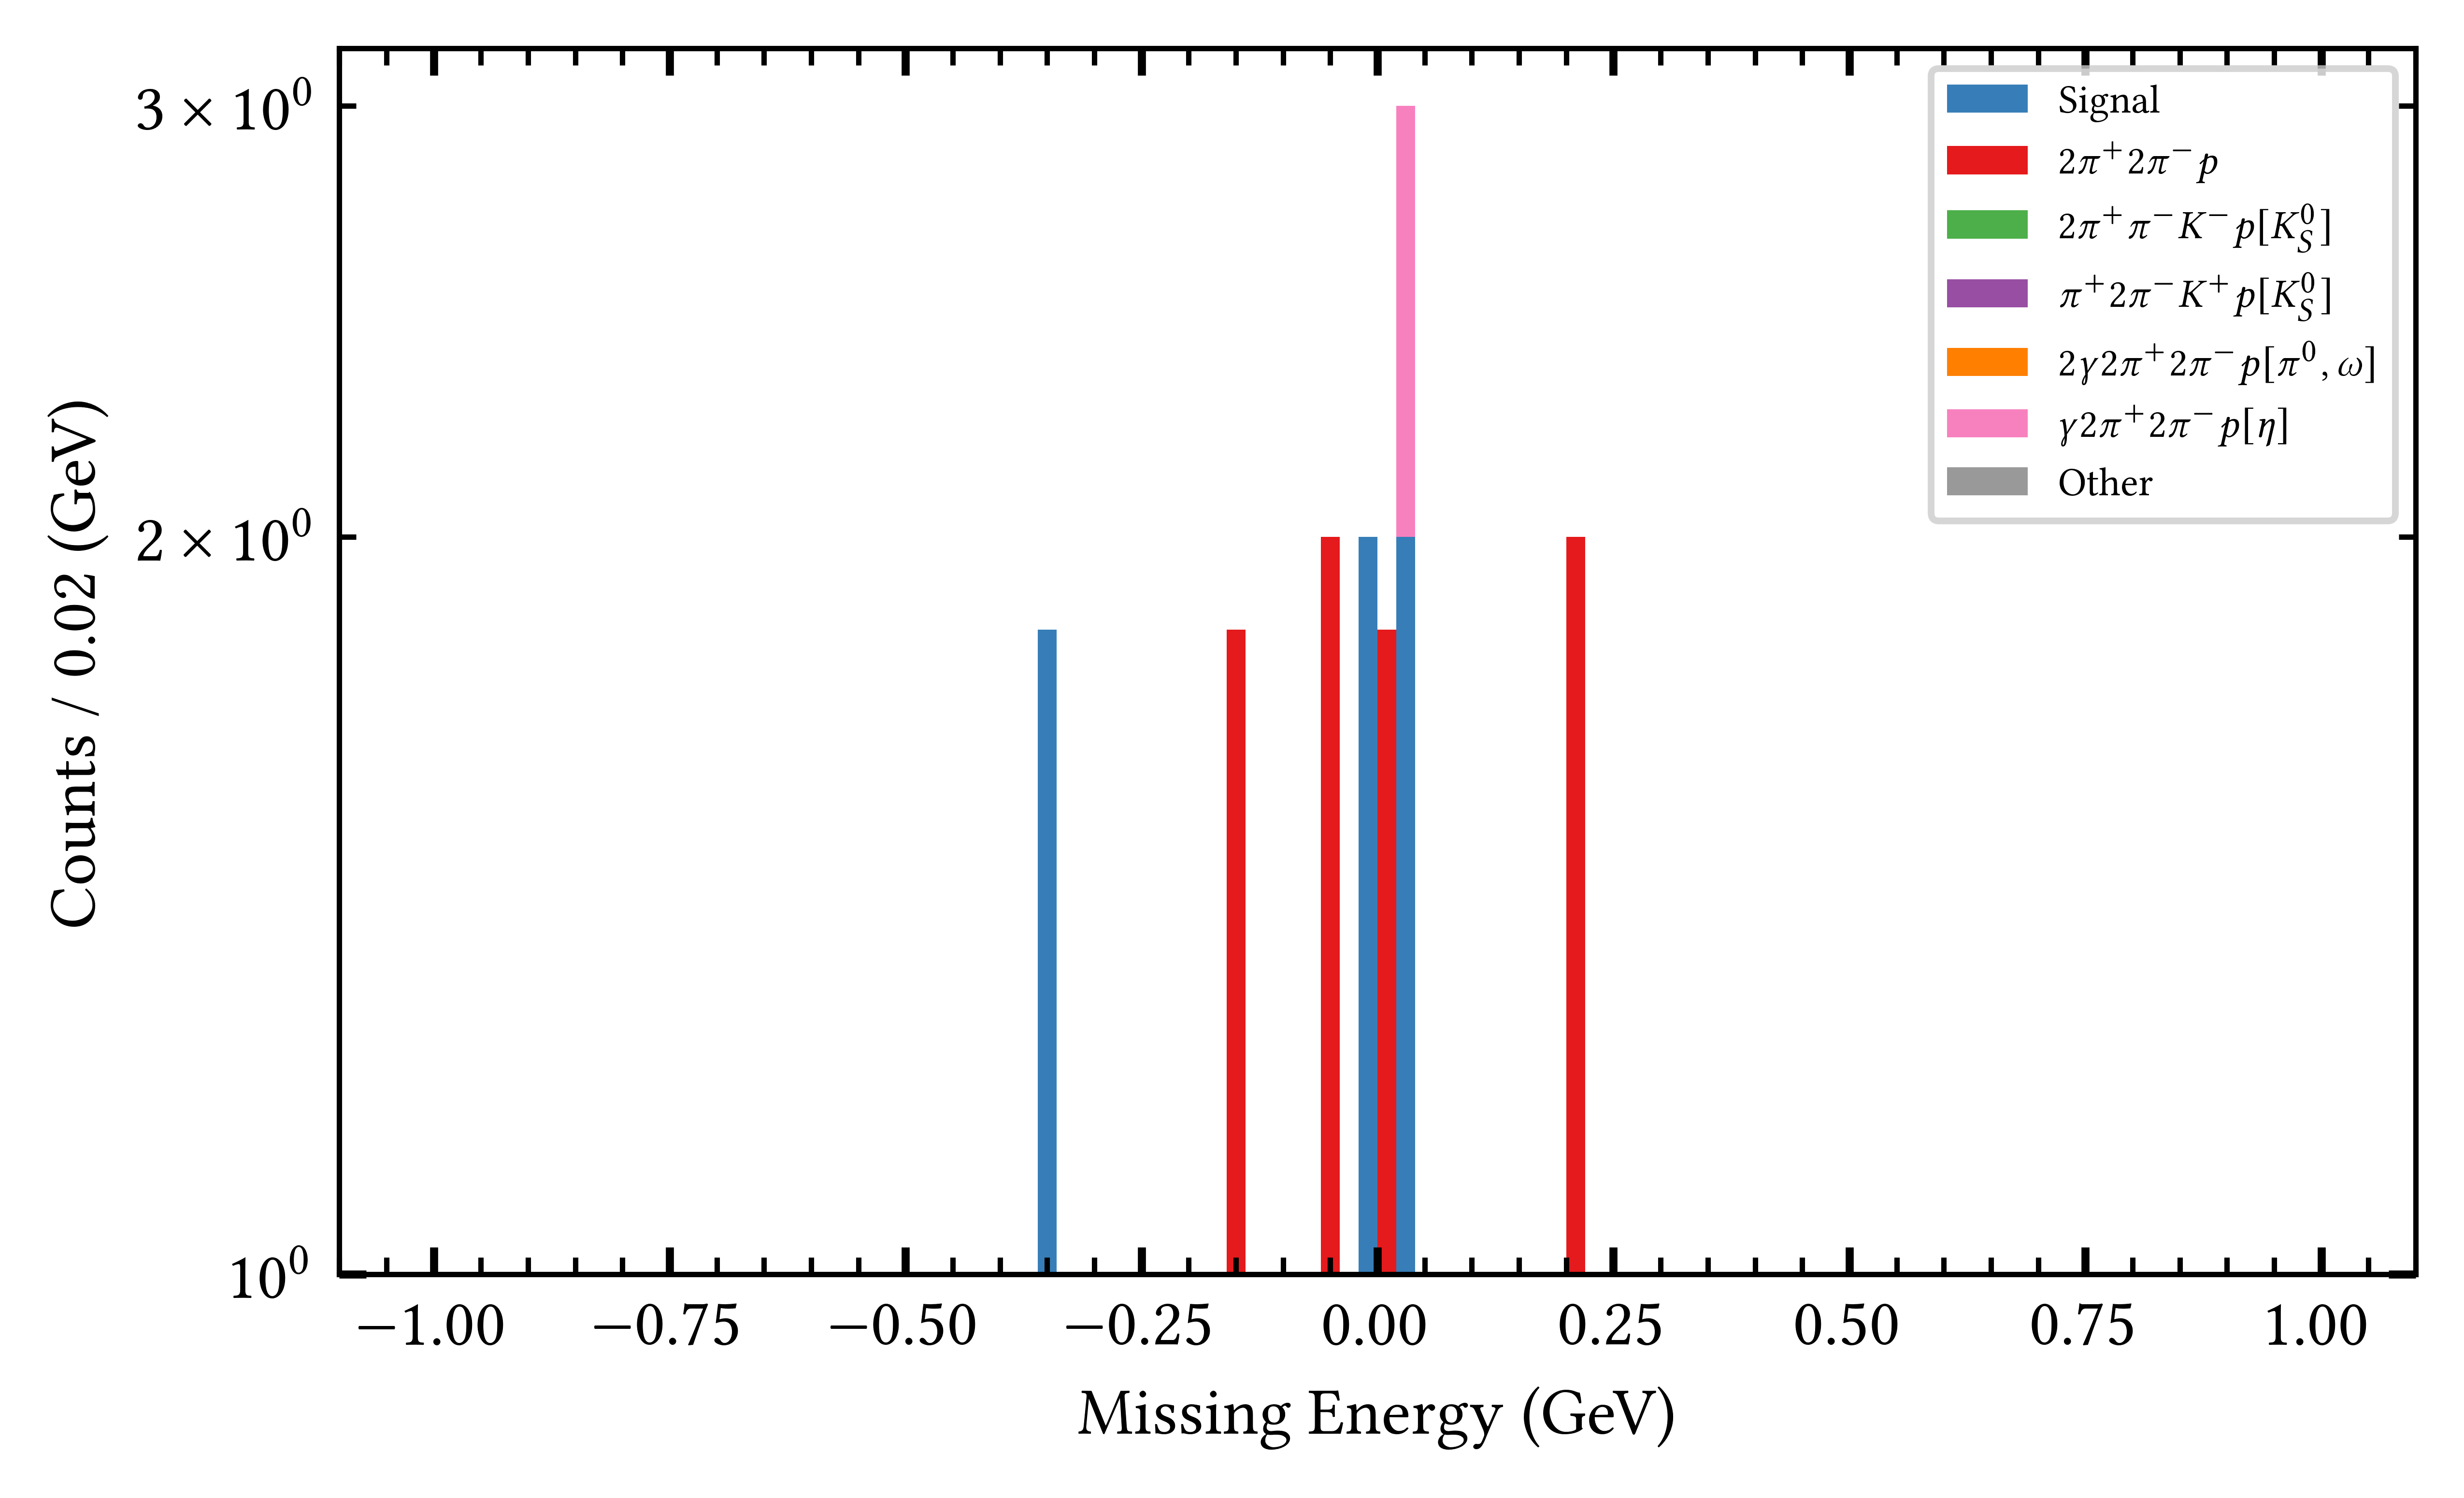 Counts / 0.02 (GeV)
3 × 10⁰
2 × 10⁰
10⁰
−1.00 −0.75 −0.50 −0.25 0.00 0.25 0.50 0.75 1.00
Missing Energy (GeV)
Signal
2π⁺2π⁻p
2π⁺π⁻K⁻p[K⁰_S]
π⁺2π⁻K⁺p[K⁰_S]
2γ2π⁺2π⁻p[π⁰, ω]
γ2π⁺2π⁻p[η]
Other